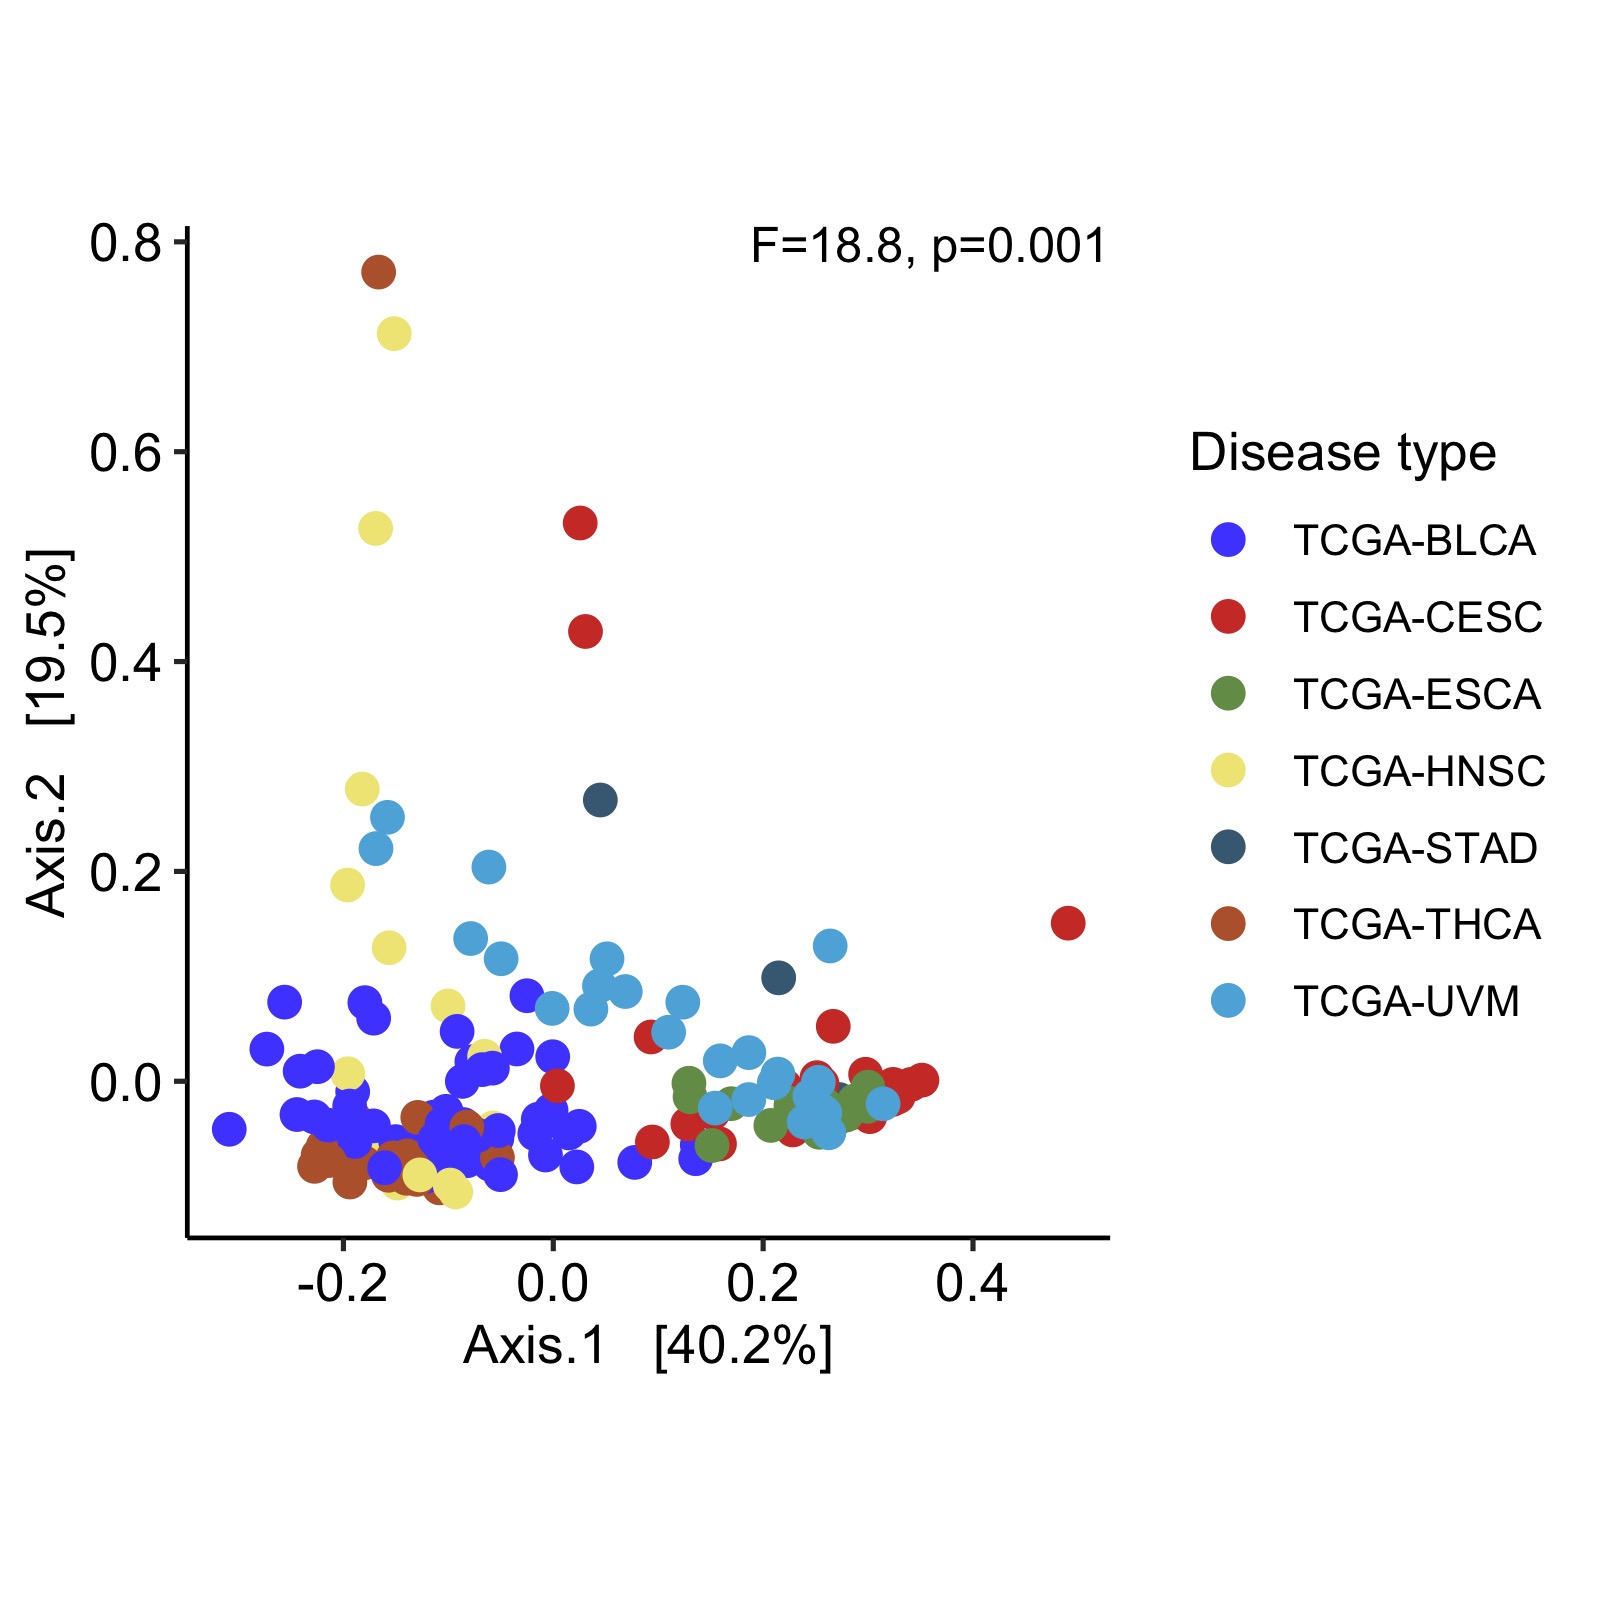 F=18.8, p=0.001
0.8
0.6
0.4
0.2
0.0
Axis.2 [19.5%]
-0.2 0.0 0.2 0.4
Axis.1 [40.2%]
Disease type
TCGA-BLCA
TCGA-CESC
TCGA-ESCA
TCGA-HNSC
TCGA-STAD
TCGA-THCA
TCGA-UVM